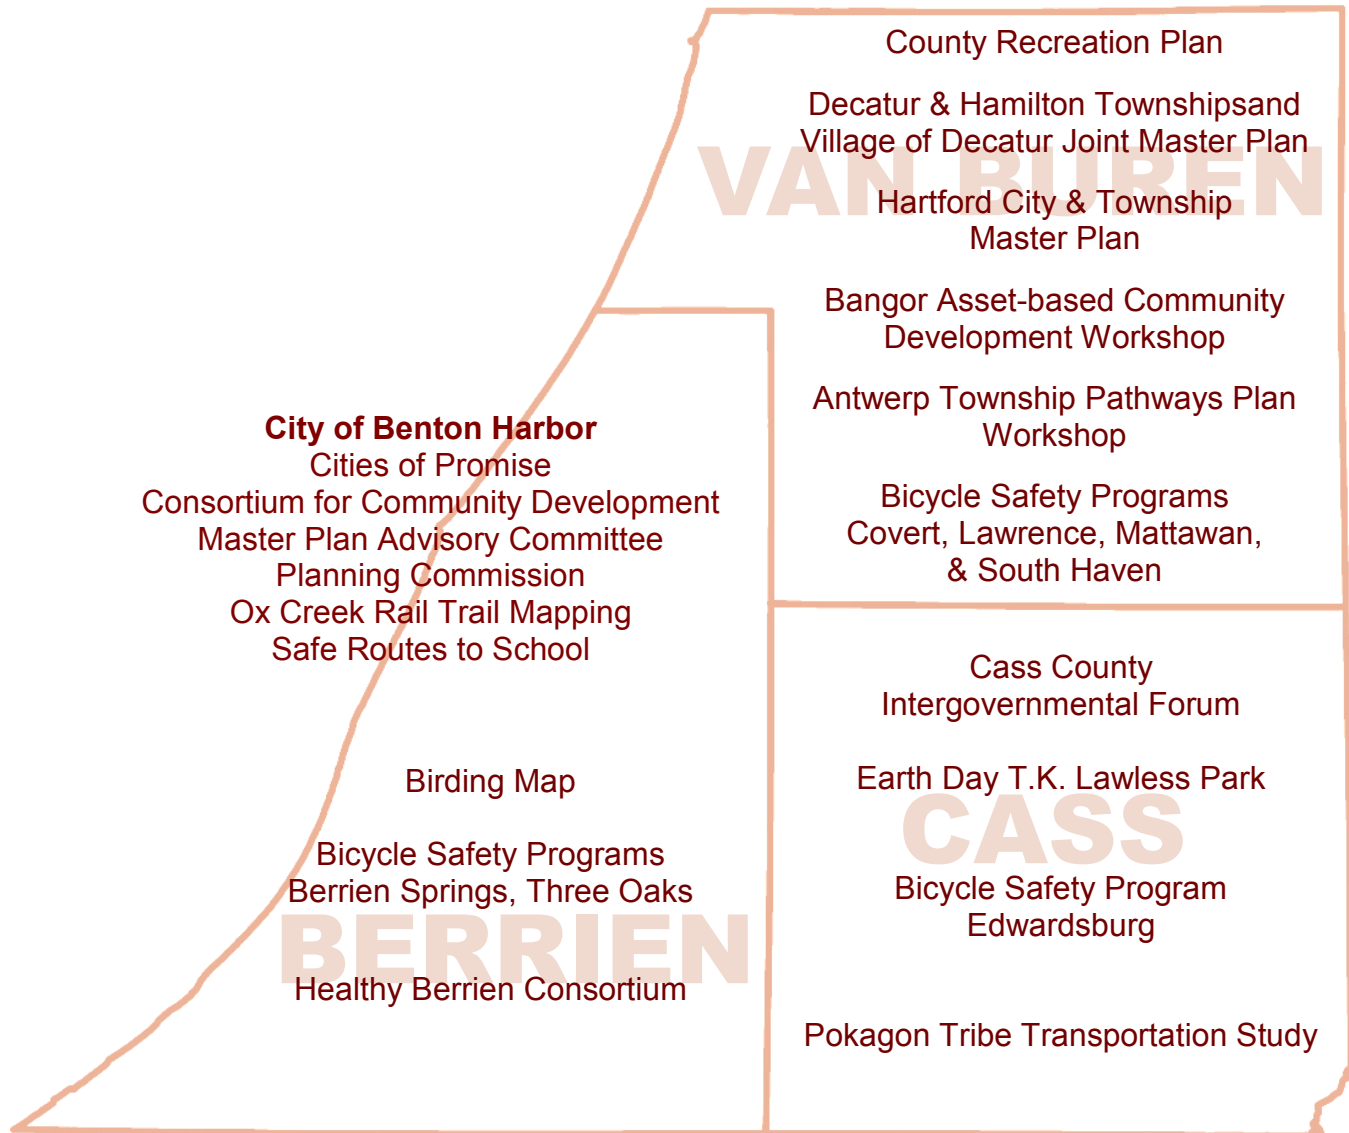 County Recreation Plan
Decatur & Hamilton Townshipsand
Village of Decatur Joint Master Plan
VAN BUREN
Hartford City & Township
Master Plan
Bangor Asset-based Community
Development Workshop
Antwerp Township Pathways Plan
Workshop
Bicycle Safety Programs
Covert, Lawrence, Mattawan,
& South Haven
City of Benton Harbor
Cities of Promise
Consortium for Community Development
Master Plan Advisory Committee
Planning Commission
Ox Creek Rail Trail Mapping
Safe Routes to School
Birding Map
Bicycle Safety Programs
Berrien Springs, Three Oaks
BERRIEN
Healthy Berrien Consortium
Cass County
Intergovernmental Forum
Earth Day T.K. Lawless Park
CASS
Bicycle Safety Program
Edwardsburg
Pokagon Tribe Transportation Study